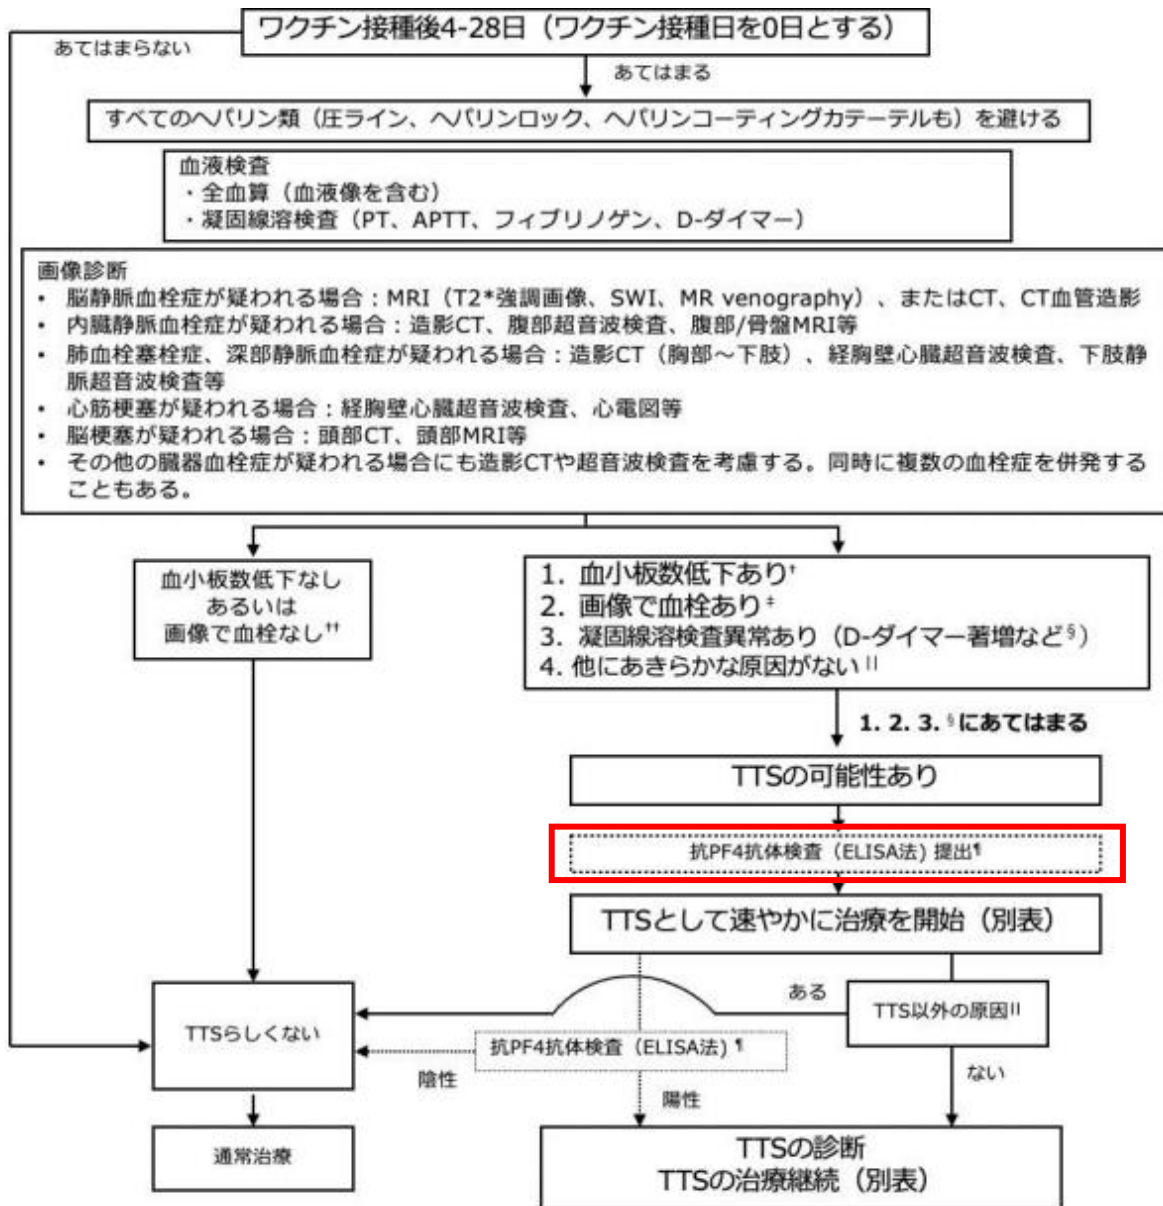 ワクチン接種後4-28日（ワクチン接種日を0日とする）
あてはまらない
あてはまる
すべてのヘパリン類（圧ライン、ヘパリンロック、ヘパリンコーティングカテーテルも）を避ける
血液検査
・全血算（血液像を含む）
・凝固線溶検査（PT、APTT、フィブリノゲン、D-ダイマー）
画像診断
• 脳静脈血栓症が疑われる場合：MRI（T2*強調画像、SWI、MR venography）、またはCT、CT血管造影
• 内臓静脈血栓症が疑われる場合：造影CT、腹部超音波検査、腹部/骨盤MRI等
• 肺血栓塞栓症、深部静脈血栓症が疑われる場合：造影CT（胸部～下肢）、経胸壁心臓超音波検査、下肢静
脈超音波検査等
• 心筋梗塞が疑われる場合：経胸壁心臓超音波検査、心電図等
• 脳梗塞が疑われる場合：頭部CT、頭部MRI等
• その他の臓器血栓症が疑われる場合にも造影CTや超音波検査を考慮する。同時に複数の血栓症を併発する
こともある。
血小板数低下なし
あるいは
画像で血栓なし††
1. 血小板数低下あり†
2. 画像で血栓あり‡
3. 凝固線溶検査異常あり（D-ダイマー著増など§）
4. 他にあきらかな原因がない||
1. 2. 3. §にあてはまる
TTSの可能性あり
抗PF4抗体検査（ELISA法) 提出¶
TTSとして速やかに治療を開始（別表）
ある
TTS以外の原因||
TTSらしくない
抗PF4抗体検査（ELISA法) ¶
陰性
陽性
ない
通常治療
TTSの診断
TTSの治療継続（別表）